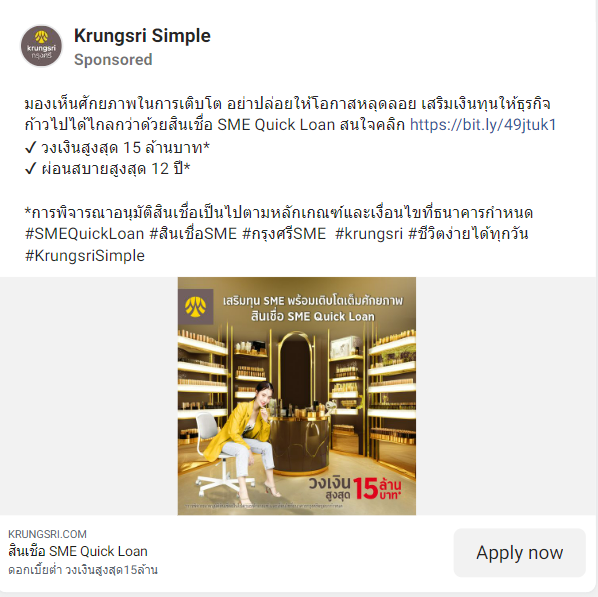 krungsri
กรุงศรี
Krungsri Simple
Sponsored
มองเห็นศักยภาพในการเติบโต อย่าปล่อยให้โอกาสหลุดลอย เสริมเงินทุนให้ธุรกิจ
ก้าวไปได้ไกลกว่าด้วยสินเชื่อ SME Quick Loan สนใจคลิก https://bit.ly/49jtuk1
✓ วงเงินสูงสุด 15 ล้านบาท*
✓ ผ่อนสบายสูงสุด 12 ปี*
*การพิจารณาอนุมัติสินเชื่อเป็นไปตามหลักเกณฑ์และเงื่อนไขที่ธนาคารกำหนด
#SMEQuickLoan #สินเชื่อSME #กรุงศรีSME #krungsri #ชีวิตง่ายได้ทุกวัน
#KrungsriSimple
เสริมทุน SME พร้อมเติบโตเต็มศักยภาพ
สินเชื่อ SME Quick Loan
วงเงิน
สูงสุด 15 ล้าน
บาท*
KRUNGSRI.COM
สินเชื่อ SME Quick Loan
ดอกเบี้ยต่ำ วงเงินสูงสุด15ล้าน
Apply now